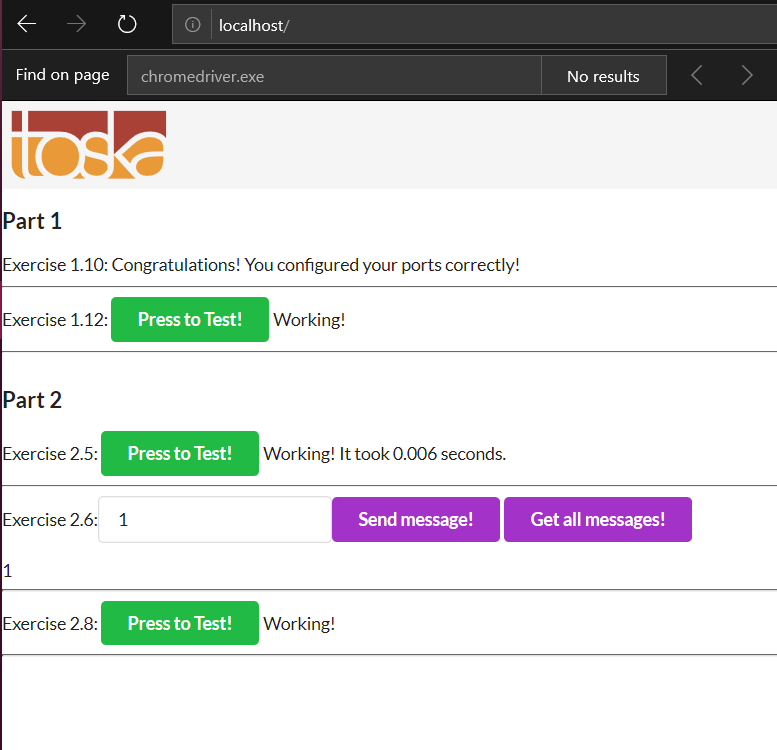 localhost/
Find on page chromedriver.exe No results
toska
Part 1
Exercise 1.10: Congratulations! You configured your ports correctly!
Exercise 1.12: Press to Test! Working!
Part 2
Exercise 2.5: Press to Test! Working! It took 0.006 seconds.
Exercise 2.6: 1 Send message! Get all messages!
1
Exercise 2.8: Press to Test! Working!